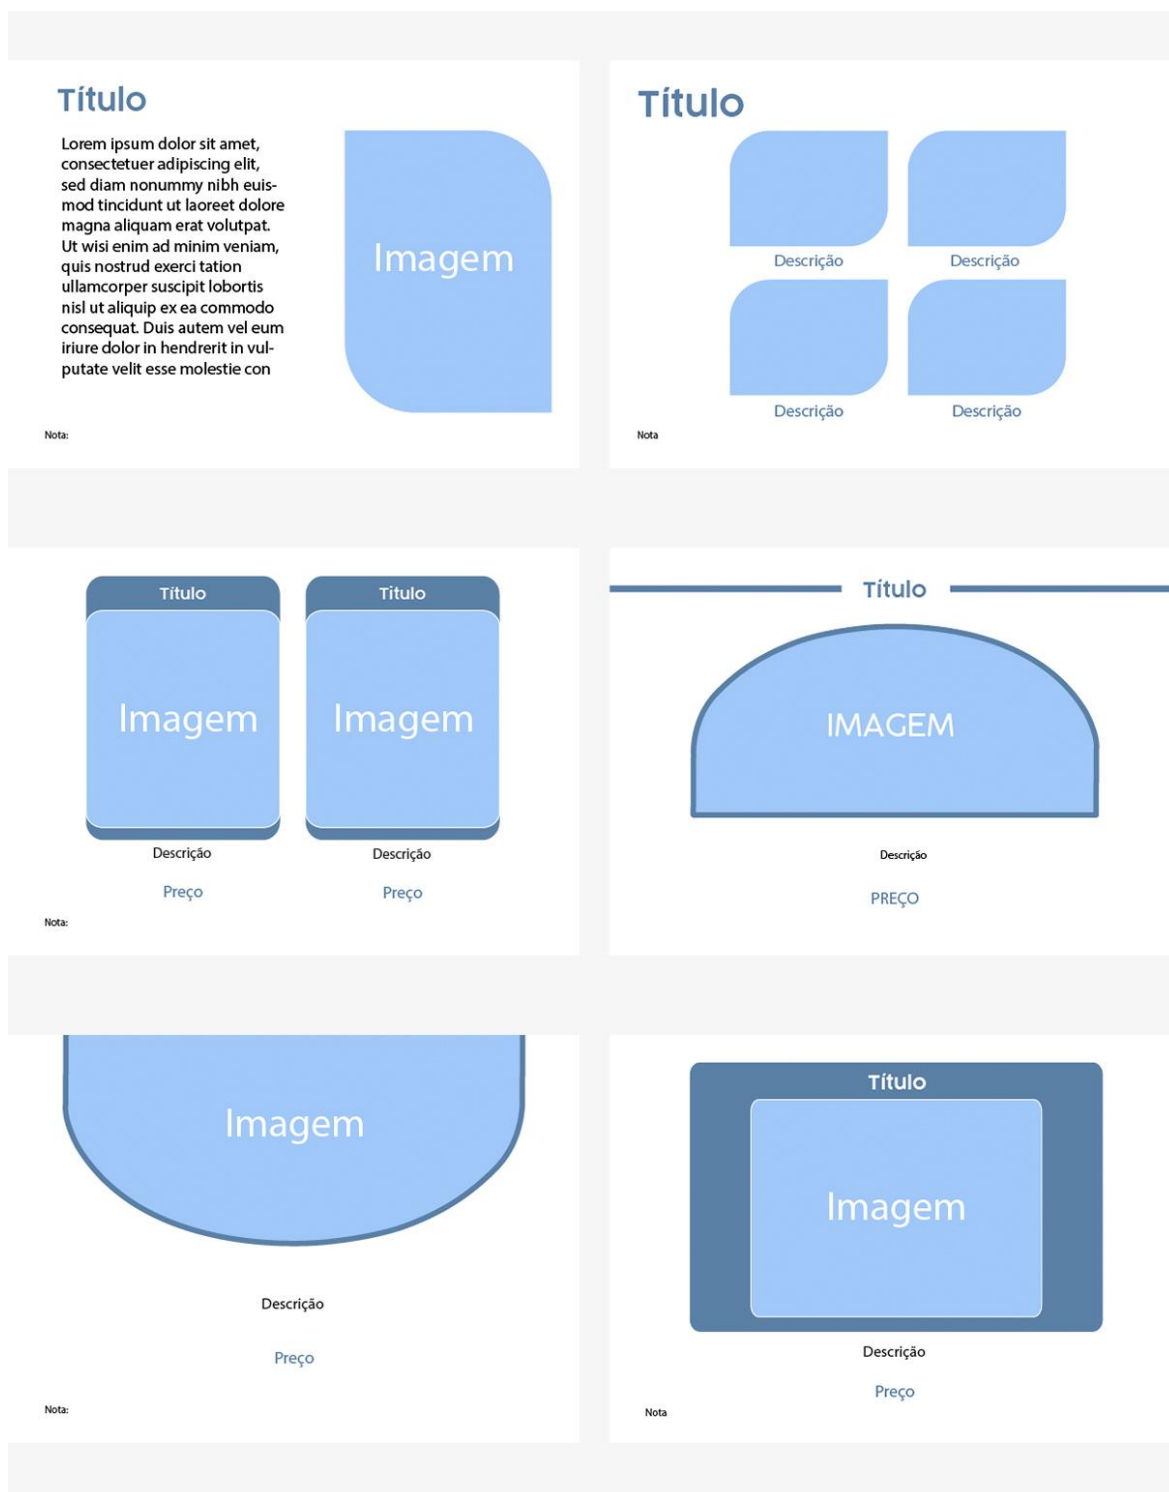 Título
Lorem ipsum dolor sit amet,
consectetuer adipiscing elit,
sed diam nonummy nibh euis-
mod tincidunt ut laoreet dolore
magna aliquam erat volutpat.
Ut wisi enim ad minim veniam,
quis nostrud exerci tation
ullamcorper suscipit lobortis
nisl ut aliquip ex ea commodo
consequat. Duis autem vel eum
iriure dolor in hendrerit in vul-
putate velit esse molestie con
Imagem
Nota:
Título
Descrição
Descrição
Descrição
Descrição
Nota
Título
Imagem
Descrição
Preço
Titulo
Imagem
Descrição
Preço
Nota:
Título
IMAGEM
Descrição
PREÇO
Imagem
Descrição
Preço
Nota:
Título
Imagem
Descrição
Preço
Nota